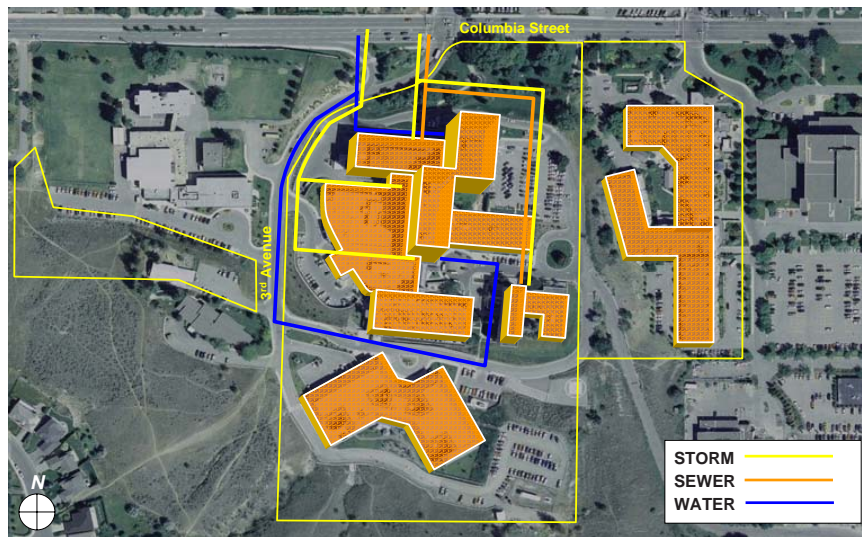 Columbia Street
3rd Avenue
N
STORM
SEWER
WATER